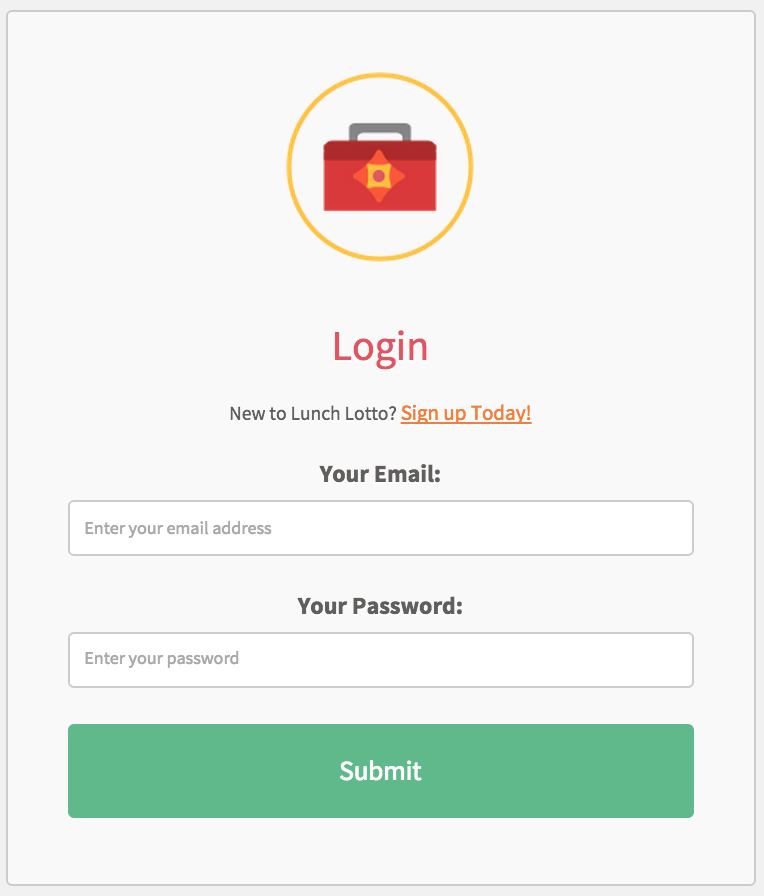 Login
New to Lunch Lotto? Sign up Today!
Your Email:
Enter your email address
Your Password:
Enter your password
Submit